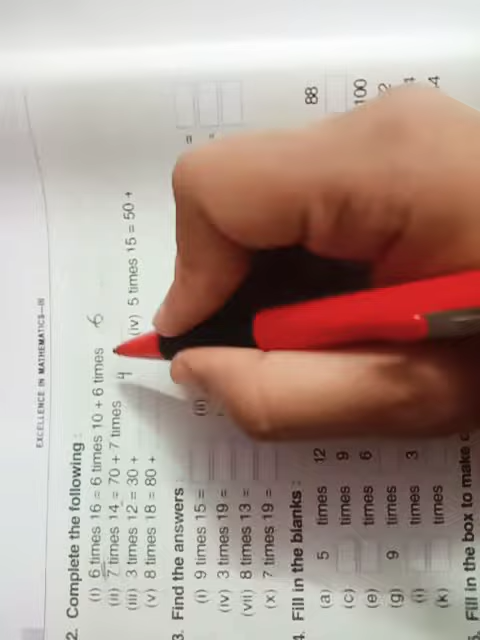 EXCELLENCE IN MATHEMATICS—III
2. Complete the following :
(i) 6 times 16 = 6 times 10 + 6 times 6
(ii) 7 times 14 = 70 + 7 times 4
(iii) 3 times 12 = 30 + (iv) 5 times 15 = 50 +
(v) 8 times 18 = 80 +
3. Find the answers :
(i) 9 times 15 = (ii) =
(iv) 3 times 19 =
(vii) 8 times 13 =
(x) 7 times 19 =
4. Fill in the blanks :
(a) 5 times 12 88
(c) times 9
(e) times 6 100
(g) 9 times 2
(i) times 3 4
(k) times 4
5. Fill in the box to make